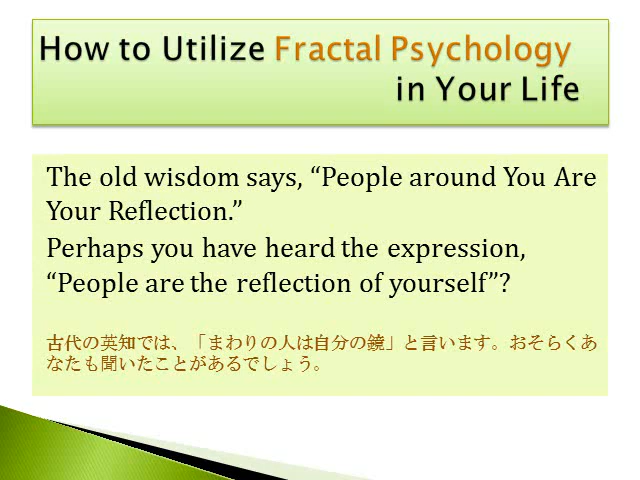 How to Utilize Fractal Psychology
in Your Life
The old wisdom says, “People around You Are
Your Reflection.”
Perhaps you have heard the expression,
“People are the reflection of yourself”?
古代の英知では、「まわりの人は自分の鏡」と言います。おそらくあ
なたも聞いたことがあるでしょう。